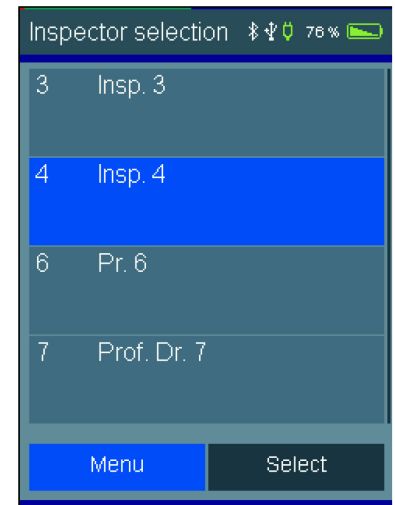 Inspector selection 76 %
3 Insp. 3
4 Insp. 4
6 Pr. 6
7 Prof. Dr. 7
Menu Select